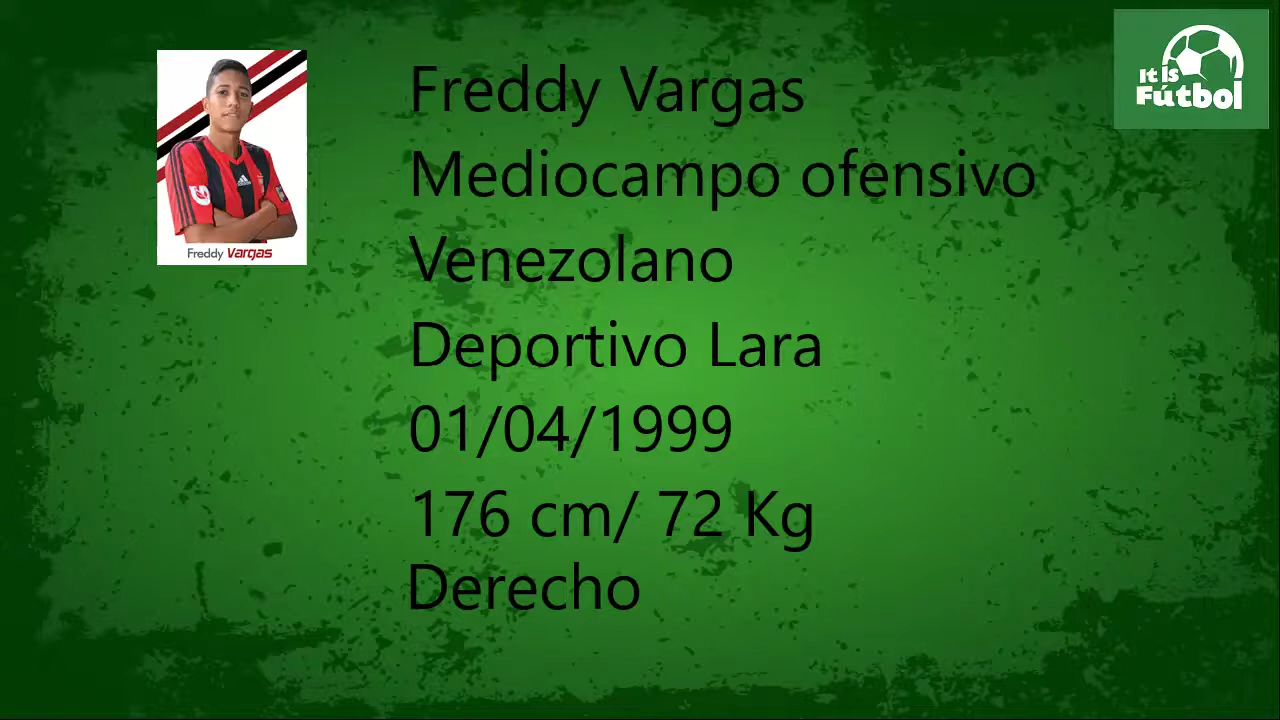 Freddy Vargas
Mediocampo ofensivo
Venezolano
Deportivo Lara
01/04/1999
176 cm/ 72 Kg
Derecho
Freddy Vargas
It is
Fútbol